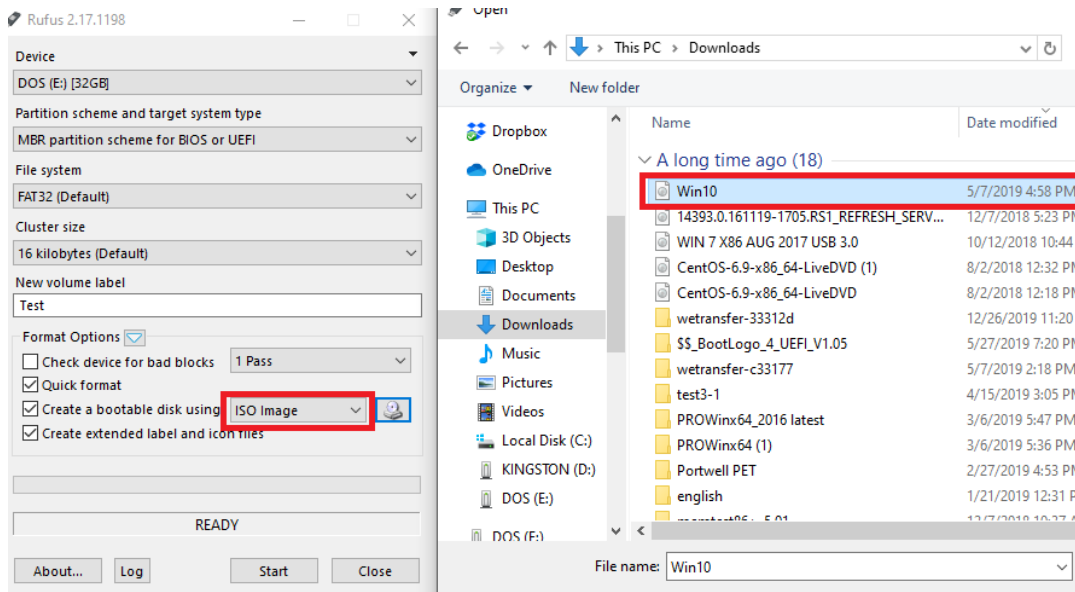 Rufus 2.17.1198
Device
DOS (E:) [32GB]
Partition scheme and target system type
MBR partition scheme for BIOS or UEFI
File system
FAT32 (Default)
Cluster size
16 kilobytes (Default)
New volume label
Test
Format Options
Check device for bad blocks 1 Pass
Quick format
Create a bootable disk using ISO Image
Create extended label and icon files
READY
About... Log Start Close
Open
This PC > Downloads
Organize New folder
Dropbox
OneDrive
This PC
3D Objects
Desktop
Documents
Downloads
Music
Pictures
Videos
Local Disk (C:)
KINGSTON (D:)
DOS (E:)
DOS (E:)
Name Date modified
A long time ago (18)
Win10 5/7/2019 4:58 PM
14393.0.161119-1705.RS1_REFRESH_SERV... 12/7/2018 5:23
WIN 7 X86 AUG 2017 USB 3.0 10/12/2018 10:44
CentOS-6.9-x86_64-LiveDVD (1) 8/2/2018 12:32
CentOS-6.9-x86_64-LiveDVD 8/2/2018 12:18
wetransfer-33312d 12/26/2019 11:20
$$_BootLogo_4_UEFI_V1.05 5/27/2019 7:20
wetransfer-c33177 5/7/2019 2:18
test3-1 4/15/2019 3:05
PROWinx64_2016 latest 3/6/2019 5:47
PROWinx64 (1) 3/6/2019 5:36
Portwell PET 2/27/2019 4:53
english 1/21/2019 12:31
File name: Win10